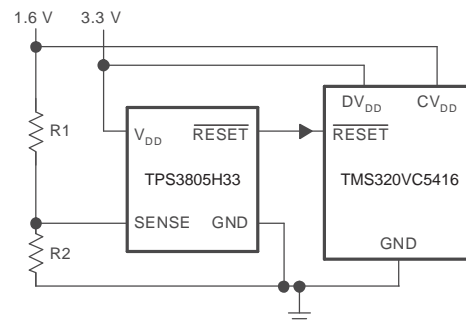 1.6 V 3.3 V
DV_DD CV_DD
R1 V_DD RESET RESET
TPS3805H33 TMS320VC5416
SENSE GND
R2 GND